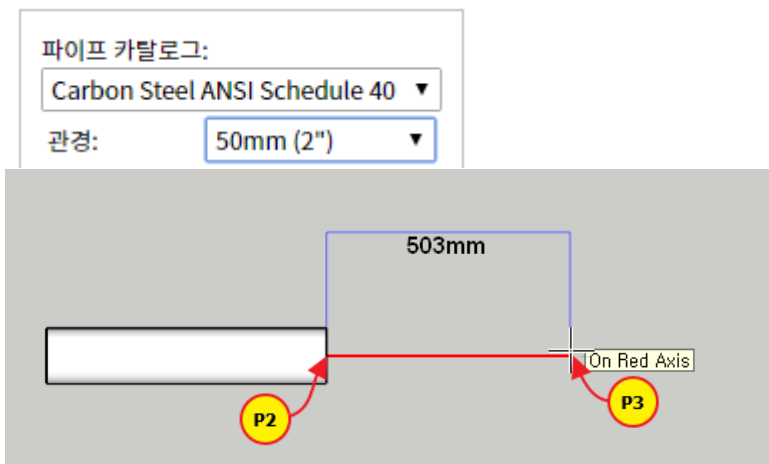 파이프 카탈로그:
Carbon Steel ANSI Schedule 40 ▼
관경: 50mm (2") ▼
503mm
On Red Axis
P2
P3